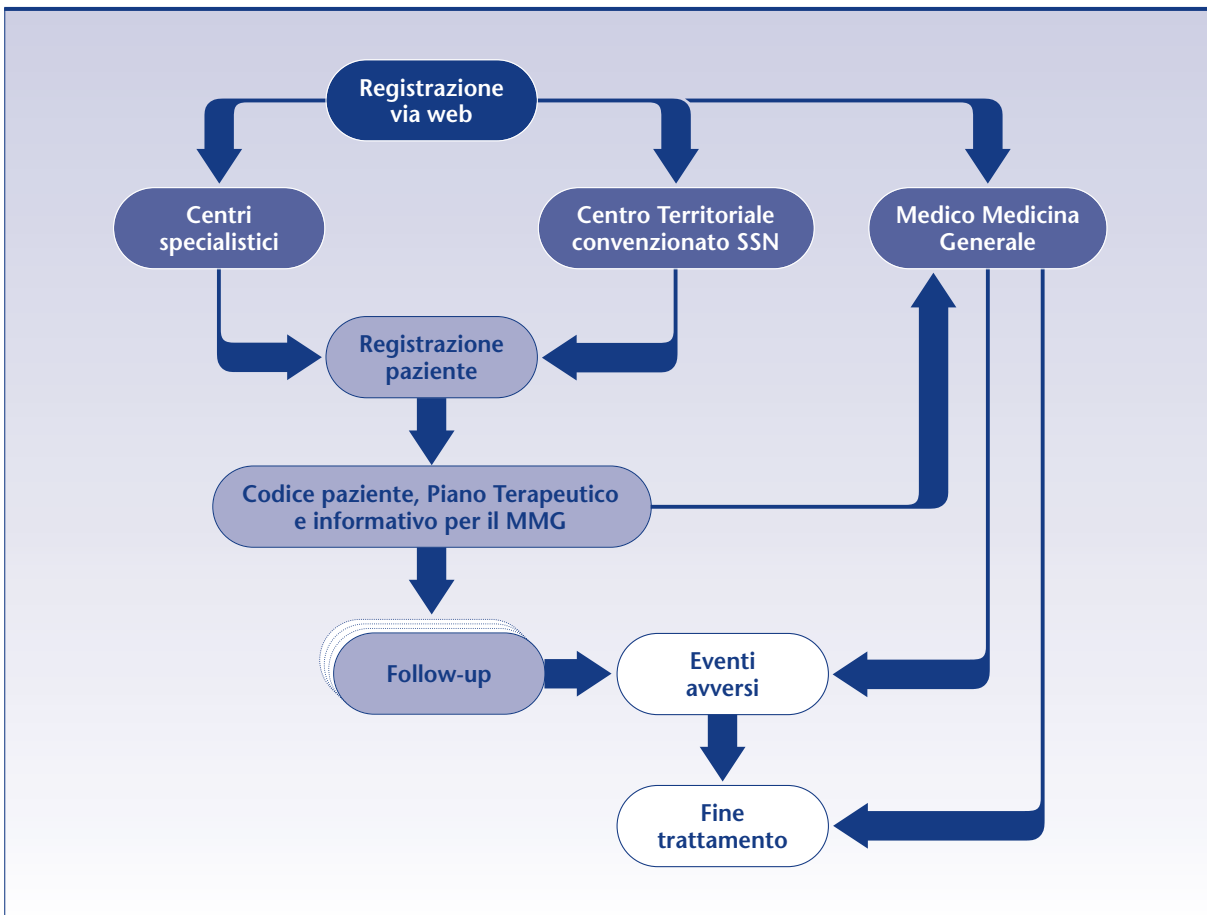 Registrazione
via web
Centri
specialistici
Centro Territoriale
convenzionato SSN
Medico Medicina
Generale
Registrazione
paziente
Codice paziente, Piano Terapeutico
e informativo per il MMG
Follow-up
Eventi
avversi
Fine
trattamento